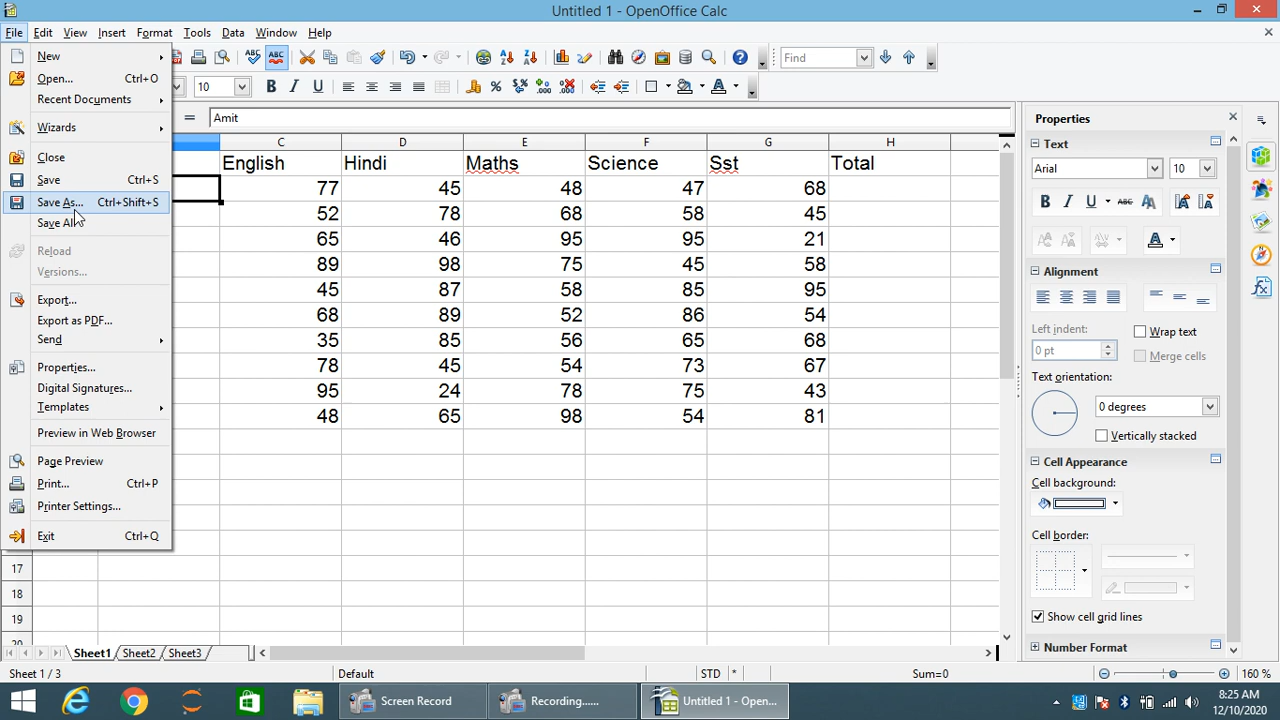 Untitled 1 - OpenOffice Calc
File Edit View Insert Format Tools Data Window Help
New
Open... Ctrl+O
Recent Documents
Wizards
Close
Save Ctrl+S
Save As... Ctrl+Shift+S
Save All
Reload
Versions...
Export...
Export as PDF...
Send
Properties...
Digital Signatures...
Templates
Preview in Web Browser
Page Preview
Print... Ctrl+P
Printer Settings...
Exit Ctrl+Q
Find
10
= Amit
C D E F G H
English Hindi Maths Science Sst Total
77 45 48 47 68
52 78 68 58 45
65 46 95 95 21
89 98 75 45 58
45 87 58 85 95
68 89 52 86 54
35 85 56 65 68
78 45 54 73 67
95 24 78 75 43
48 65 98 54 81
17
18
19
20
Sheet1 Sheet2 Sheet3
Sheet 1 / 3 Default STD * Sum=0 160 %
Properties
Text
Arial 10
Alignment
Left indent:
0 pt
Wrap text
Merge cells
Text orientation:
0 degrees
Vertically stacked
Cell Appearance
Cell background:
Cell border:
Show cell grid lines
Number Format
Screen Record
Recording......
Untitled 1 - Open...
8:25 AM
12/10/2020